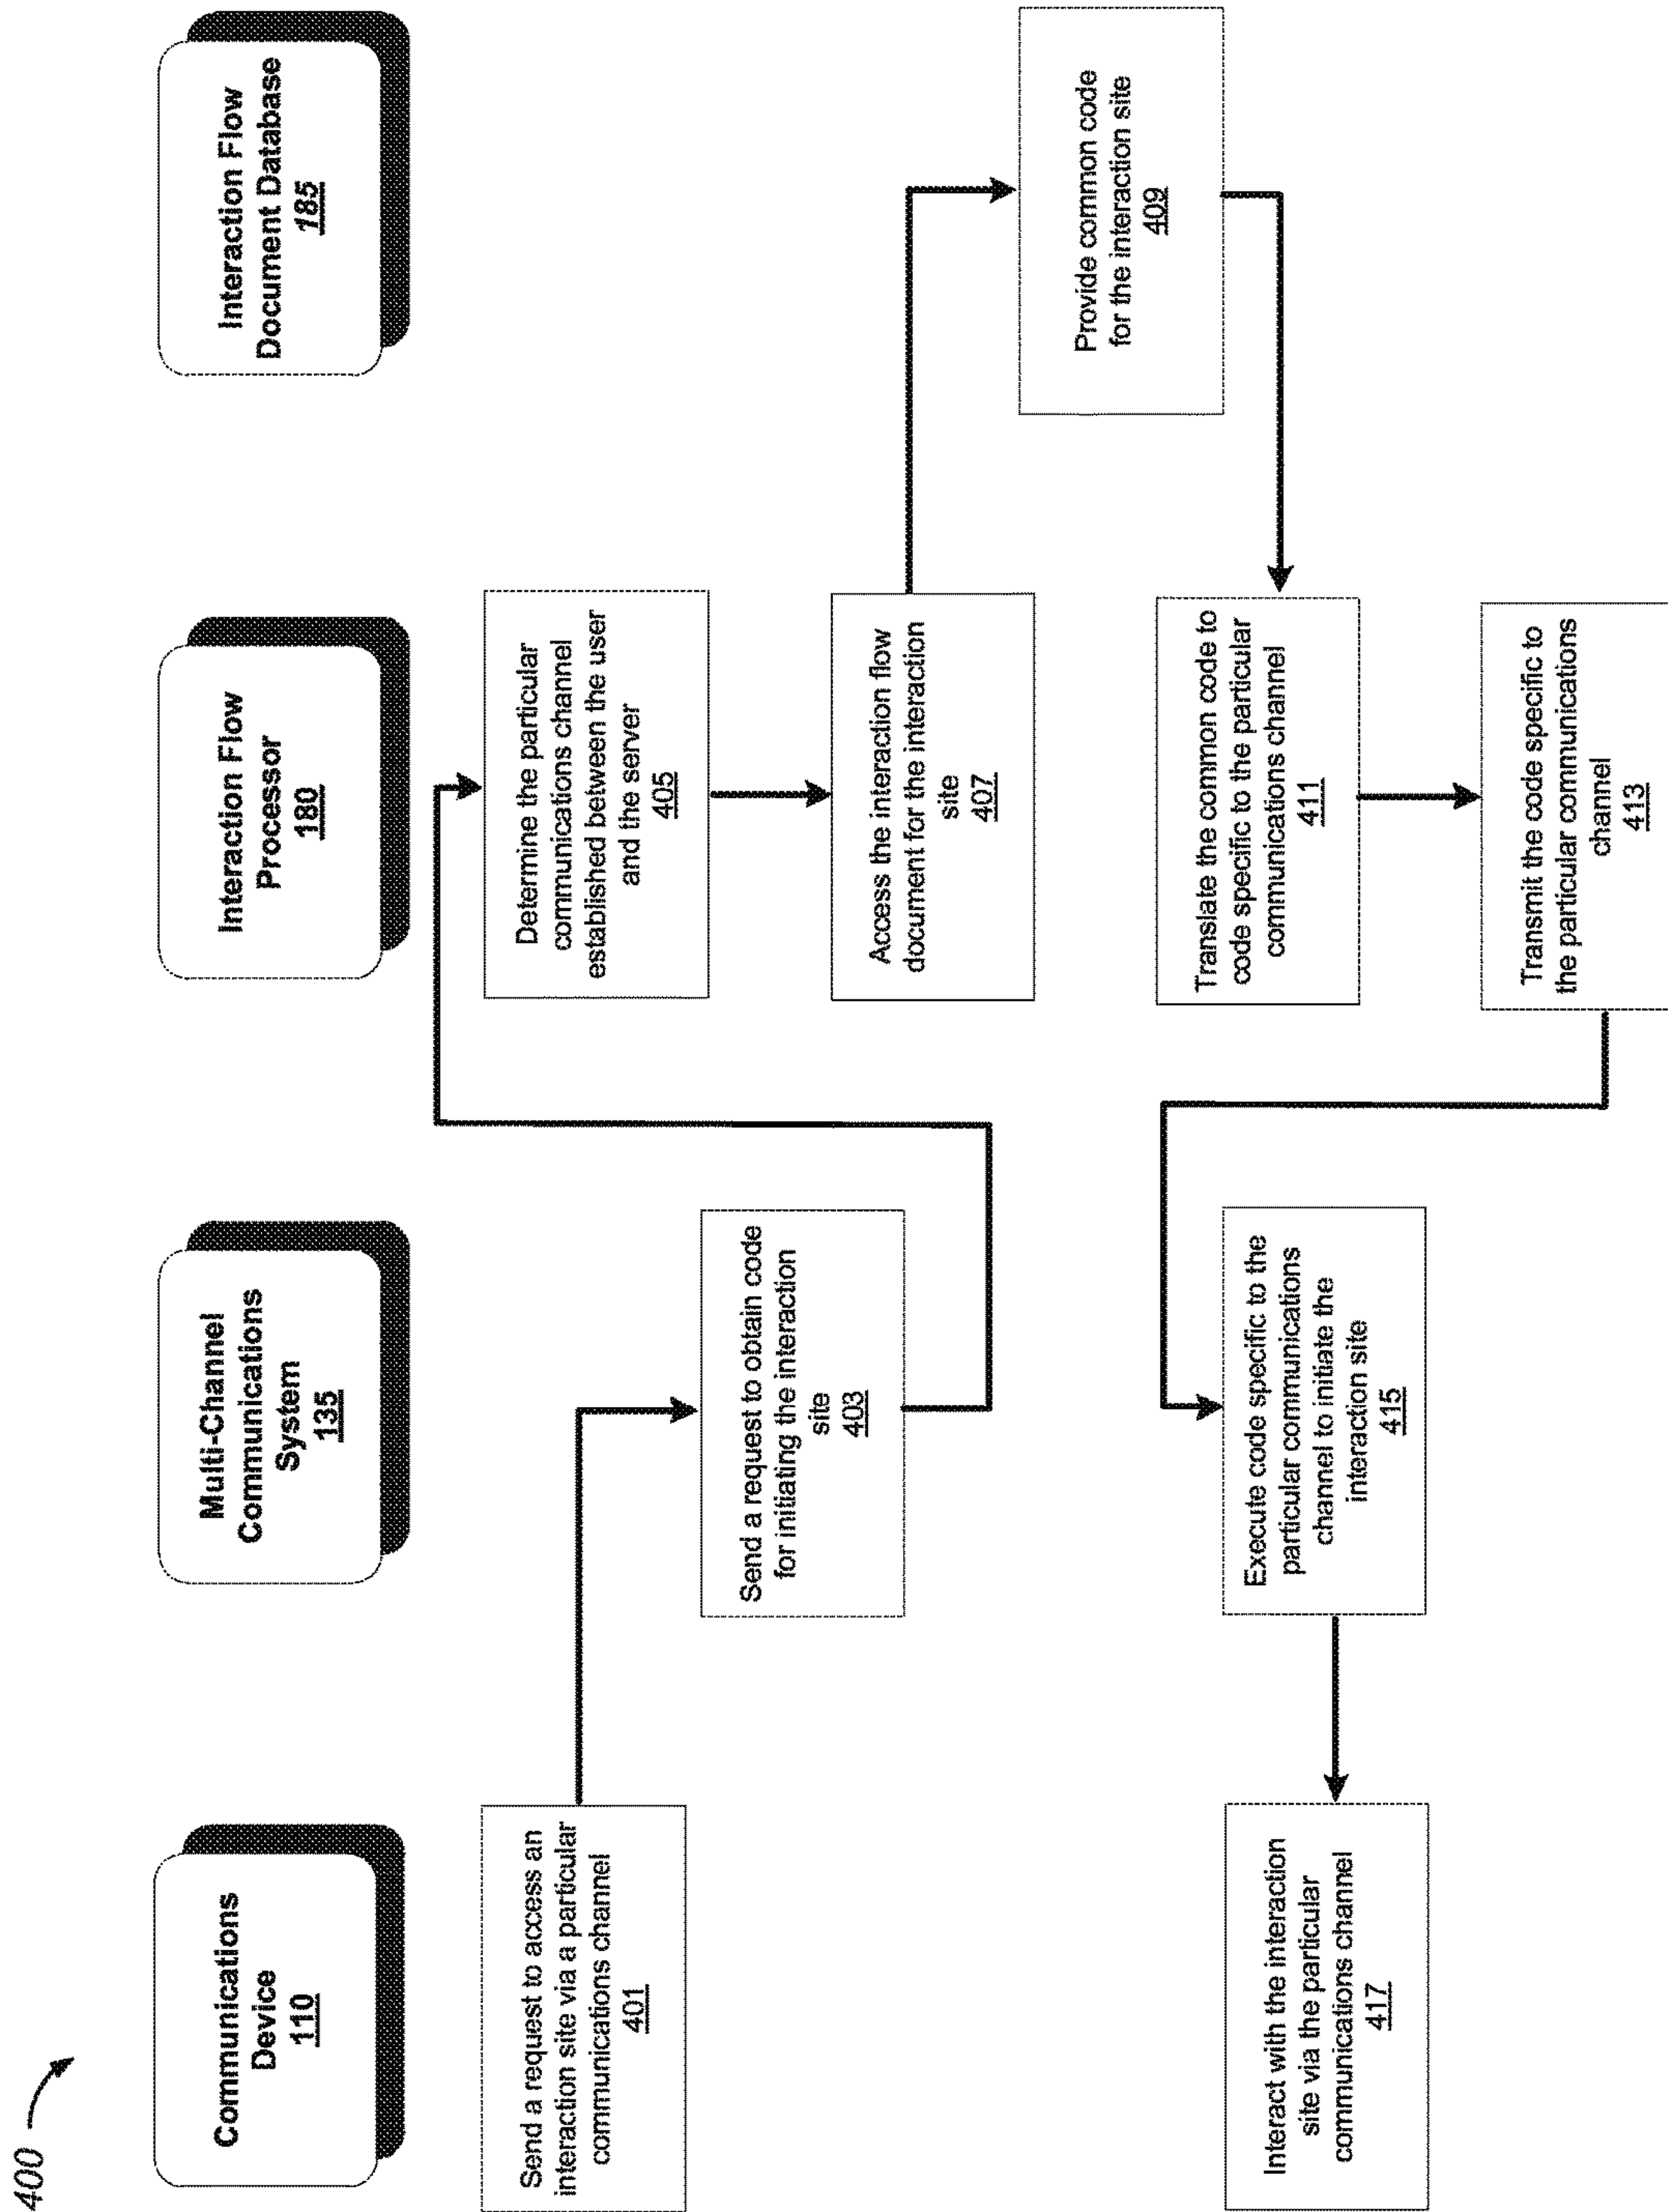 400
Communications
Device
110
Multi-Channel
Communications
System
135
Interaction Flow
Processor
180
Interaction Flow
Document Database
185
Send a request to access an
interaction site via a particular
communications channel
401
Send a request to obtain code
for initiating the interaction
site
403
Determine the particular
communications channel
established between the user
and the server
405
Access the interaction flow
document for the interaction
site
407
Provide common code
for the interaction site
409
Translate the common code to
code specific to the particular
communications channel
411
Transmit the code specific to
the particular communications
channel
413
Execute code specific to the
particular communications
channel to initiate the
interaction site
415
Interact with the interaction
site via the particular
communications channel
417